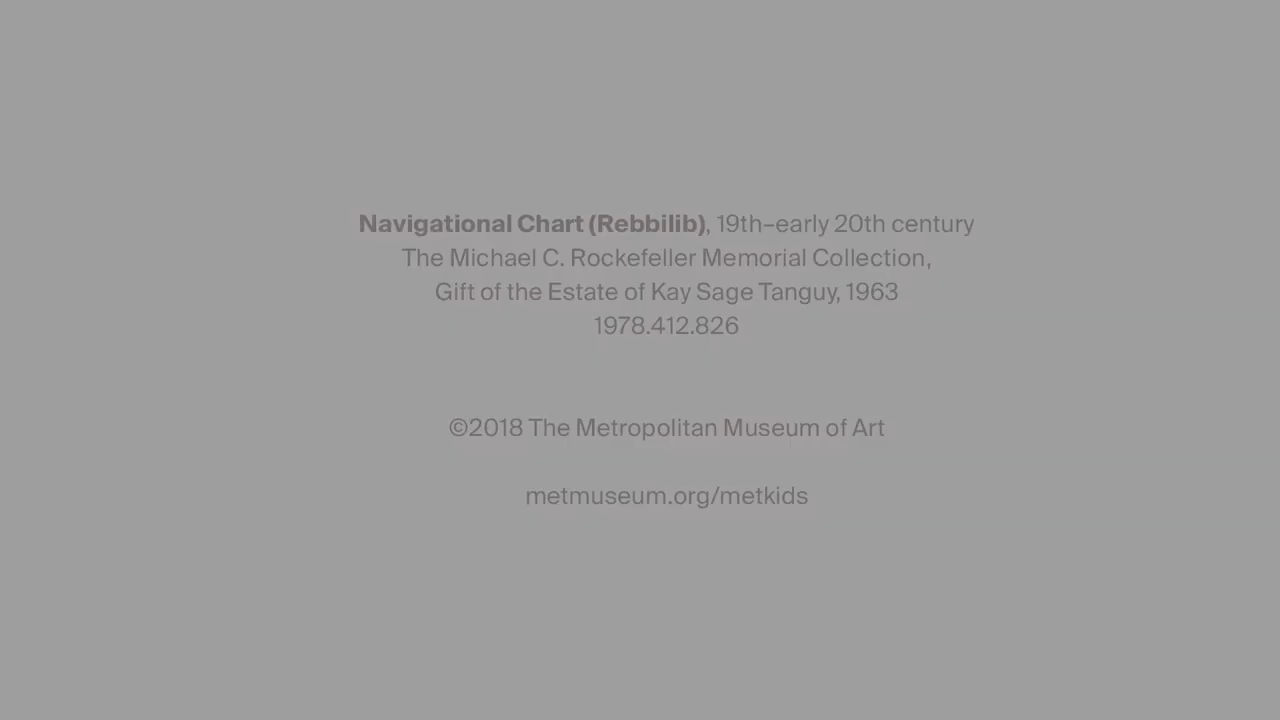 Navigational Chart (Rebbilib), 19th–early 20th century
The Michael C. Rockefeller Memorial Collection,
Gift of the Estate of Kay Sage Tanguy, 1963
1978.412.826
©2018 The Metropolitan Museum of Art
metmuseum.org/metkids